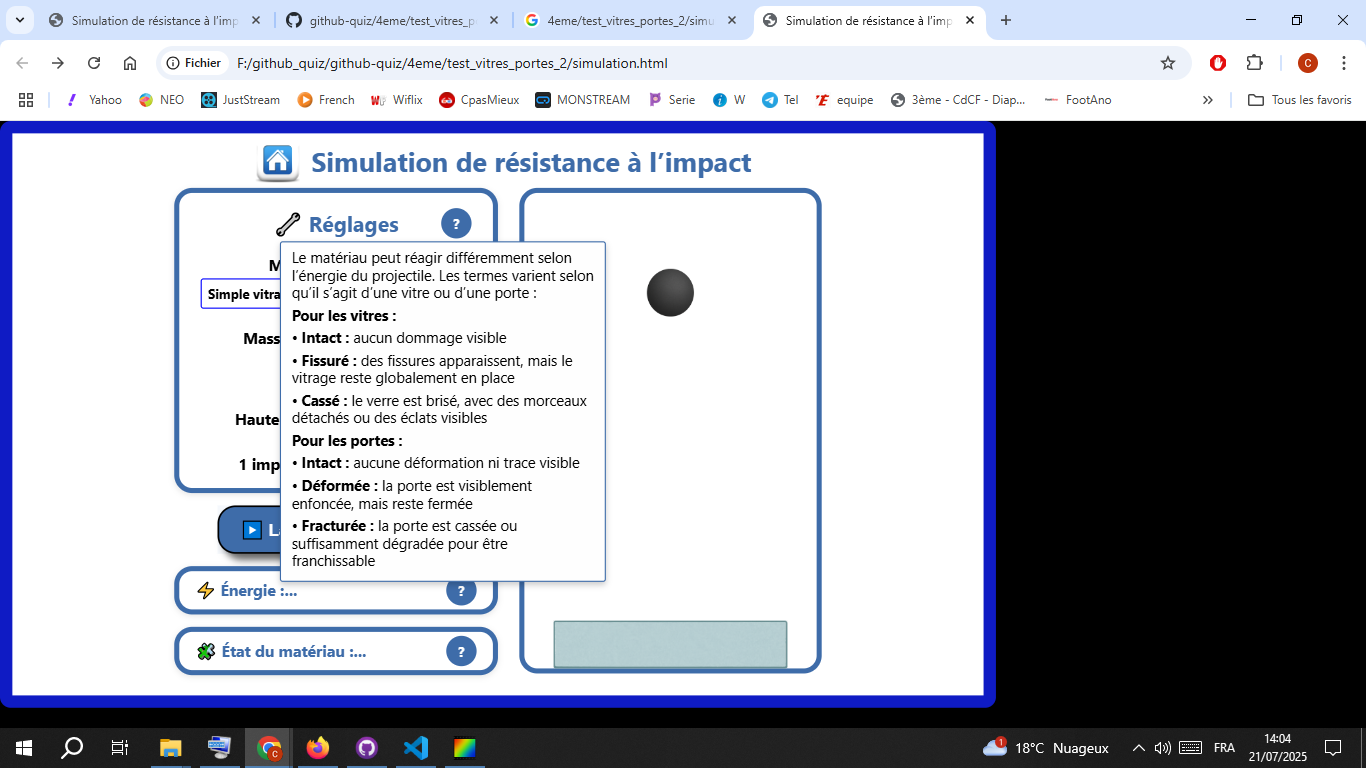 Simulation de résistance à l'imp
github-quiz/4eme/test_vitres_p
4eme/test_vitres_portes_2/simu
Simulation de résistance à l'imp
Fichier
F:/github_quiz/github-quiz/4eme/test_vitres_portes_2/simulation.html
C
Yahoo
NEO
JustStream
French
Wiflix
CpasMieux
MONSTREAM
Serie
W
Tel
equipe
3ème - CdCF - Diap...
FootAno
Tous les favoris
Simulation de résistance à l'impact
Réglages
?
M
Simple vitra
Mass
Haute
1 imp
L
Le matériau peut réagir différemment selon
l'énergie du projectile. Les termes varient selon
qu'il s'agit d'une vitre ou d'une porte :
Pour les vitres :
• Intact : aucun dommage visible
• Fissuré : des fissures apparaissent, mais le
vitrage reste globalement en place
• Cassé : le verre est brisé, avec des morceaux
détachés ou des éclats visibles
Pour les portes :
• Intact : aucune déformation ni trace visible
• Déformée : la porte est visiblement
enfoncée, mais reste fermée
• Fracturée : la porte est cassée ou
suffisamment dégradée pour être
franchissable
Énergie :...
?
État du matériau :...
?
18°C Nuageux
FRA
14:04
21/07/2025